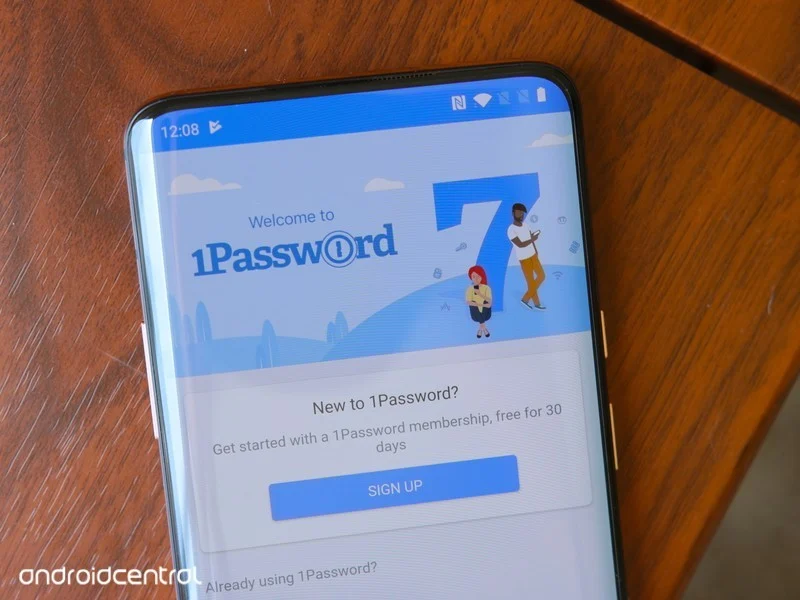 12:08
Welcome to
1Password
7
New to 1Password?
Get started with a 1Password membership, free for 30
days
SIGN UP
Already using 1Password?
androidcentral